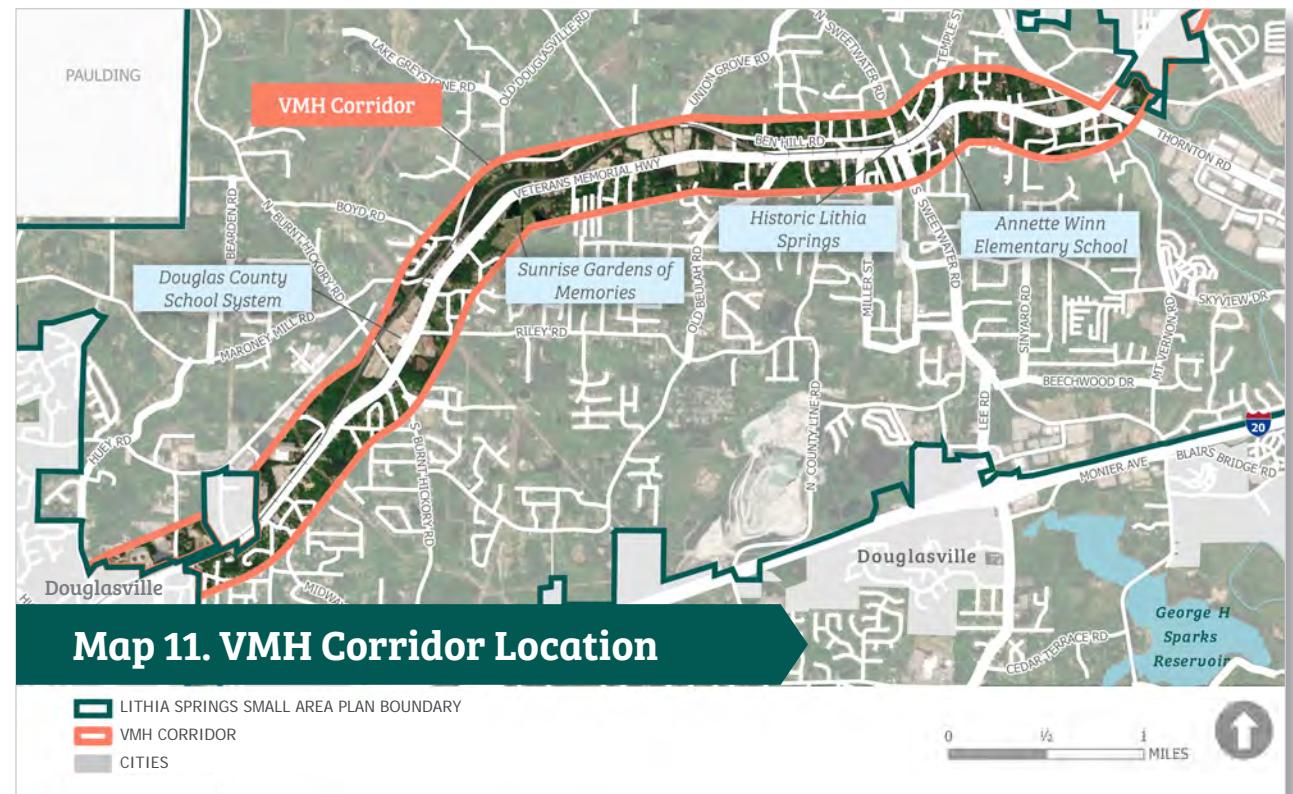 PAULDING
LAKE GREYSTONE RD
OLD DOUGLASVILLE RD
UNION GROVE RD
N SWEETWATER RD
TEMPLE ST
VMH Corridor
BEN HILL RD
THORNTON RD
VETERANS MEMORIAL HWY
BEARDEN RD
N BURNT HICKORY RD
BOYD RD
Historic Lithia
Springs
S SWEETWATER RD
Annette Winn
Elementary School
Douglas County
School System
Sunrise Gardens of
Memories
OLD BEULAH RD
MILLER ST
SINYARD RD
MT VERNON RD
SKYVIEW DR
MARONEY MILL RD
RILEY RD
BEECHWOOD DR
HUEY RD
S BURNT HICKORY RD
N COUNTY LINE RD
LEE RD
20
MONIER AVE
BLAIRS BRIDGE RD
Douglasville
Douglasville
George H
Sparks
Reservoir
CEDAR TERRACE RD
Map 11. VMH Corridor Location
LITHIA SPRINGS SMALL AREA PLAN BOUNDARY
VMH CORRIDOR
CITIES
0 ½ 1
MILES